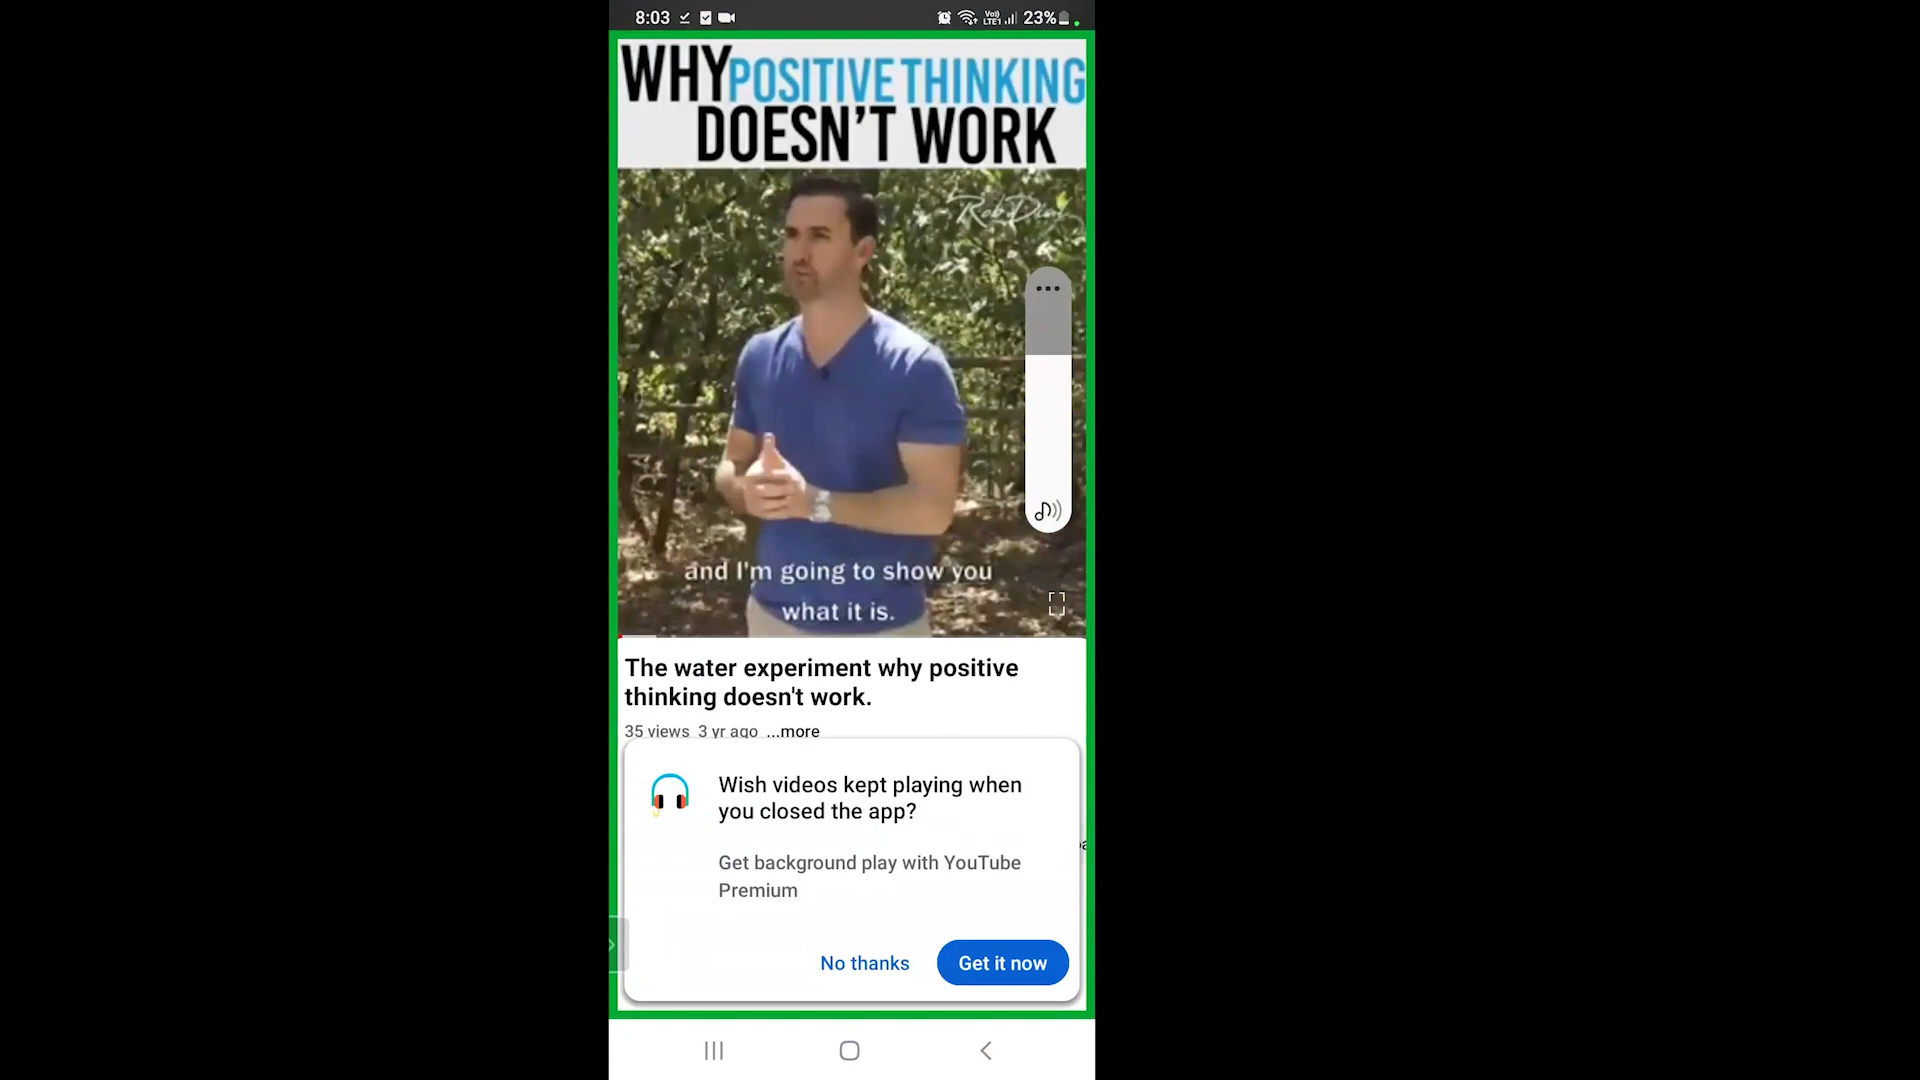 8:03
Vo)) LTE1 23%
WHY POSITIVE THINKING
DOESN'T WORK
and I'm going to show you
what it is.
The water experiment why positive
thinking doesn't work.
35 views 3 yr ago ...more
Wish videos kept playing when
you closed the app?
Get background play with YouTube
Premium
No thanks
Get it now